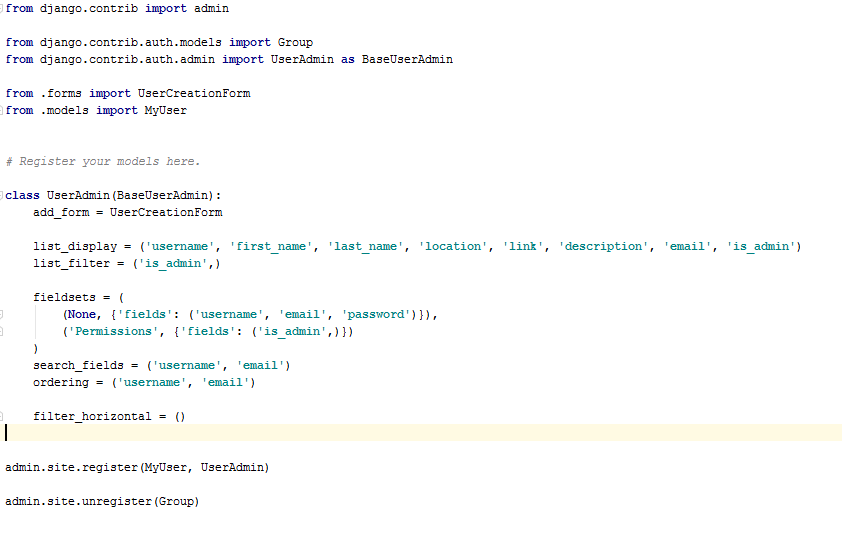 from django.contrib import admin
from django.contrib.auth.models import Group
from django.contrib.auth.admin import UserAdmin as BaseUserAdmin
from .forms import UserCreationForm
from .models import MyUser
# Register your models here.
class UserAdmin(BaseUserAdmin):
    add_form = UserCreationForm
    list_display = ('username', 'first_name', 'last_name', 'location', 'link', 'description', 'email', 'is_admin')
    list_filter = ('is_admin',)
    fieldsets = (
        (None, {'fields': ('username', 'email', 'password')}),
        ('Permissions', {'fields': ('is_admin',)})
    )
    search_fields = ('username', 'email')
    ordering = ('username', 'email')
    filter_horizontal = ()
admin.site.register(MyUser, UserAdmin)
admin.site.unregister(Group)